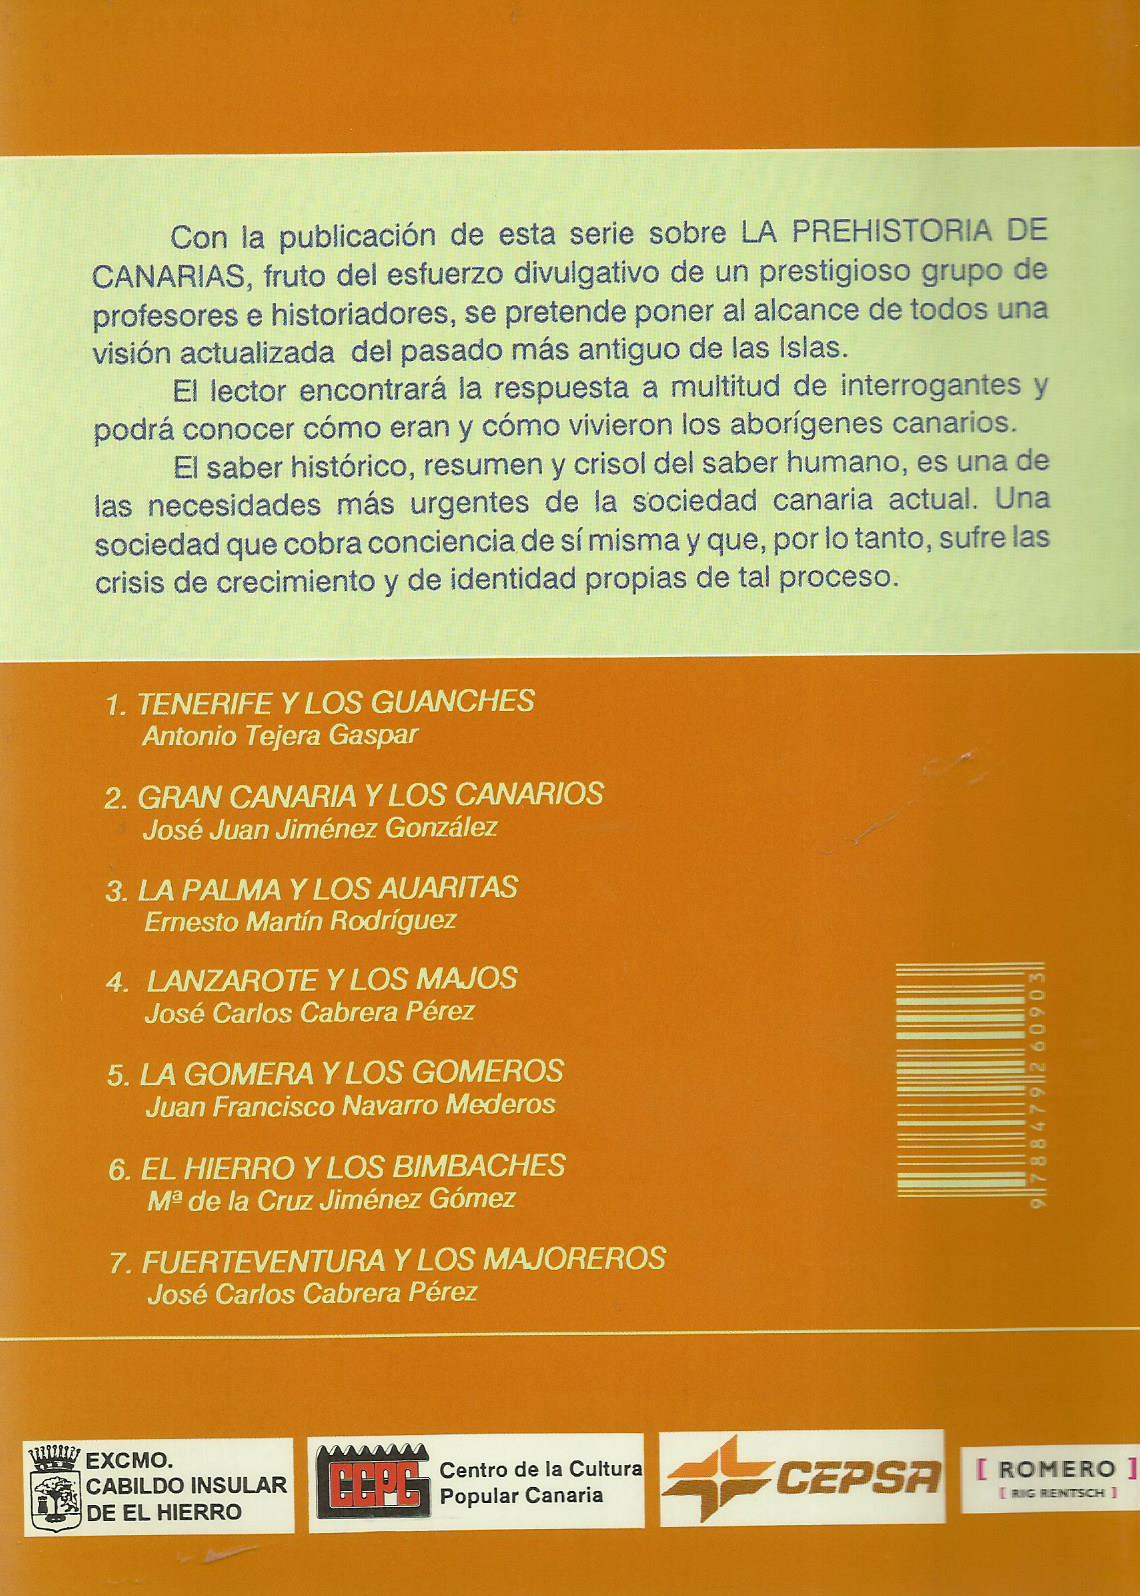 Con la publicación de esta serie sobre LA PREHISTORIA DE
CANARIAS, fruto del esfuerzo divulgativo de un prestigioso grupo de
profesores e historiadores, se pretende poner al alcance de todos una
visión actualizada del pasado más antiguo de las Islas.
El lector encontrará la respuesta a multitud de interrogantes y
podrá conocer cómo eran y cómo vivieron los aborígenes canarios.
El saber histórico, resumen y crisol del saber humano, es una de
las necesidades más urgentes de la sociedad canaria actual. Una
sociedad que cobra conciencia de sí misma y que, por lo tanto, sufre las
crisis de crecimiento y de identidad propias de tal proceso.
1. TENERIFE Y LOS GUANCHES
Antonio Tejera Gaspar
2. GRAN CANARIA Y LOS CANARIOS
José Juan Jiménez González
3. LA PALMA Y LOS AUARITAS
Ernesto Martín Rodríguez
4. LANZAROTE Y LOS MAJOS
José Carlos Cabrera Pérez
5. LA GOMERA Y LOS GOMEROS
Juan Francisco Navarro Mederos
6. EL HIERRO Y LOS BIMBACHES
Mª de la Cruz Jiménez Gómez
7. FUERTEVENTURA Y LOS MAJOREROS
José Carlos Cabrera Pérez
9 788479 260903
EXCMO.
CABILDO INSULAR
DE EL HIERRO
CCPC
Centro de la Cultura
Popular Canaria
CEPSA
[ ROMERO ]
[ RIG RENTSCH ]